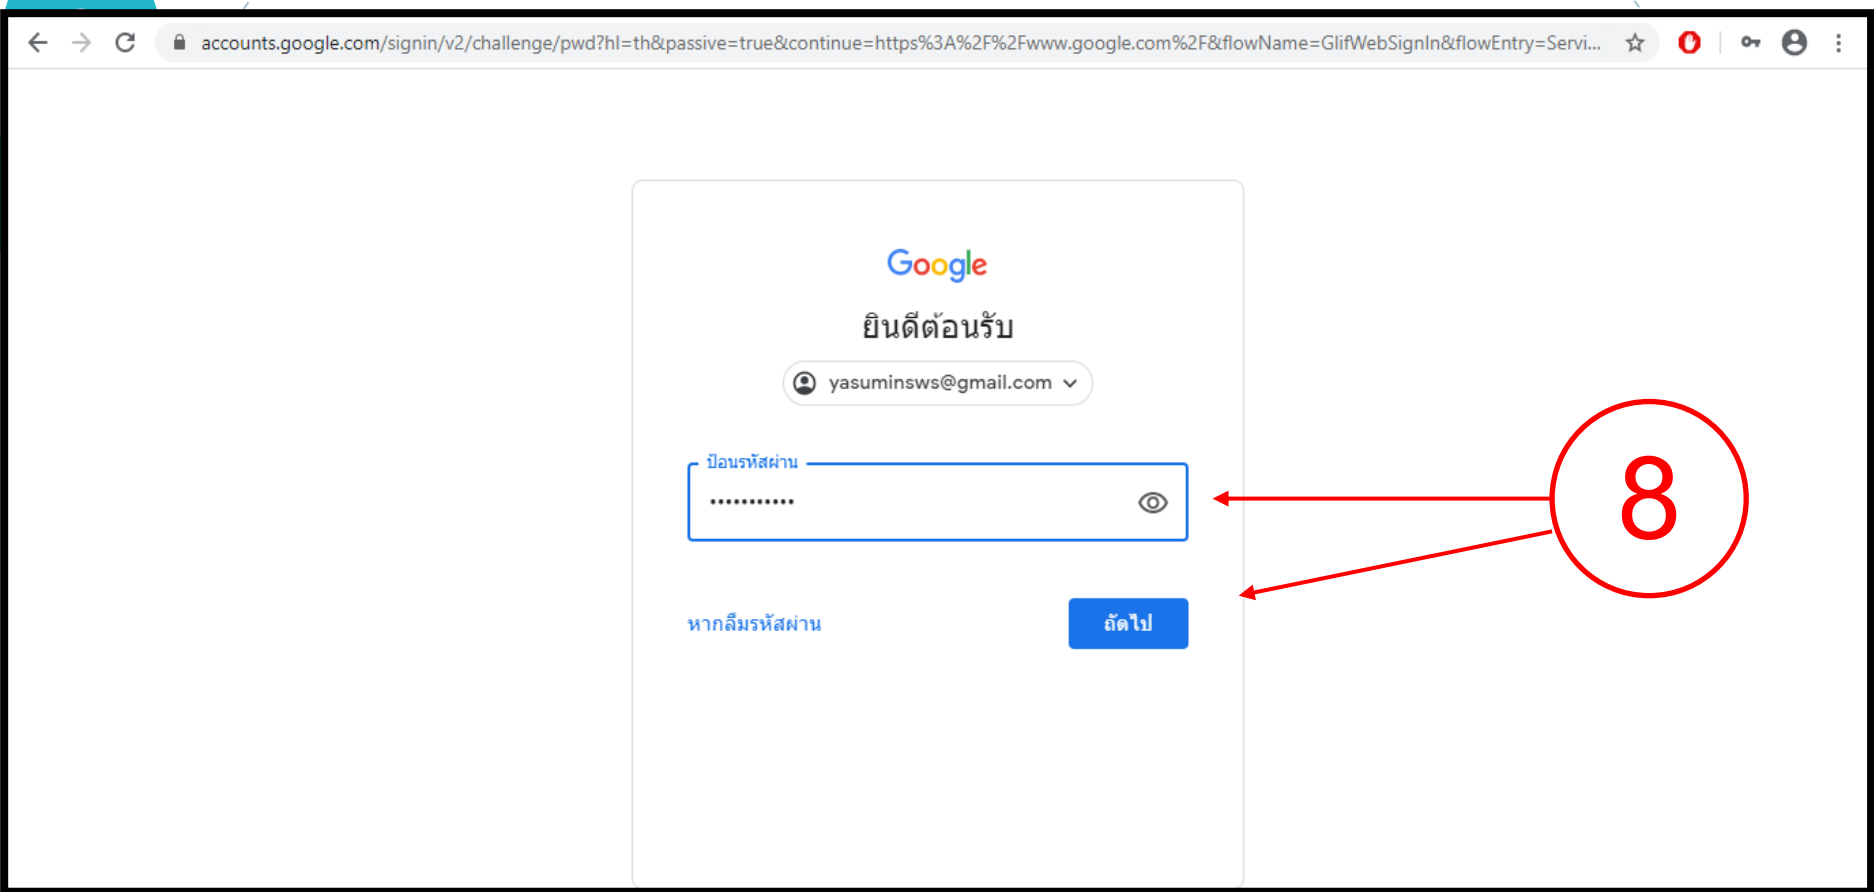 accounts.google.com/signin/v2/challenge/pwd?hl=th&passive=true&continue=https%3A%2F%2Fwww.google.com%2F&flowName=GlifWebSignIn&flowEntry=Servi...
Google
ยินดีต้อนรับ
yasuminsws@gmail.com
ป้อนรหัสผ่าน
•••••••••••
8
หากลืมรหัสผ่าน
ถัดไป